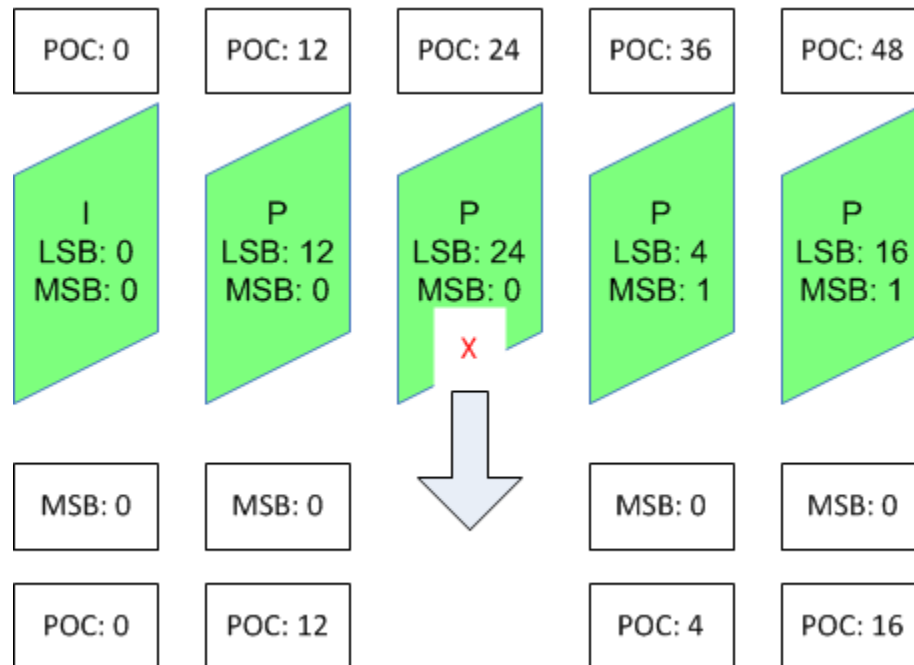 POC: 0
POC: 12
POC: 24
POC: 36
POC: 48
I
LSB: 0
MSB: 0
P
LSB: 12
MSB: 0
P
LSB: 24
MSB: 0
X
P
LSB: 4
MSB: 1
P
LSB: 16
MSB: 1
MSB: 0
MSB: 0
MSB: 0
MSB: 0
POC: 0
POC: 12
POC: 4
POC: 16